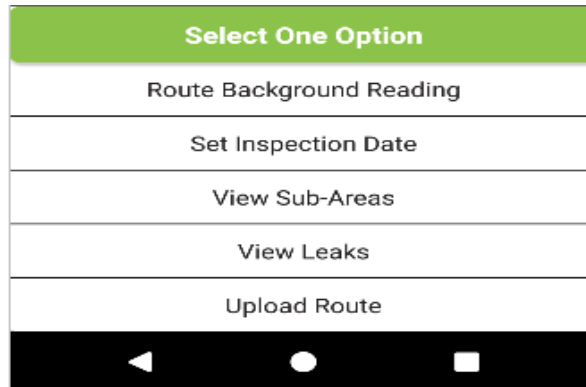 Select One Option
Route Background Reading
Set Inspection Date
View Sub-Areas
View Leaks
Upload Route